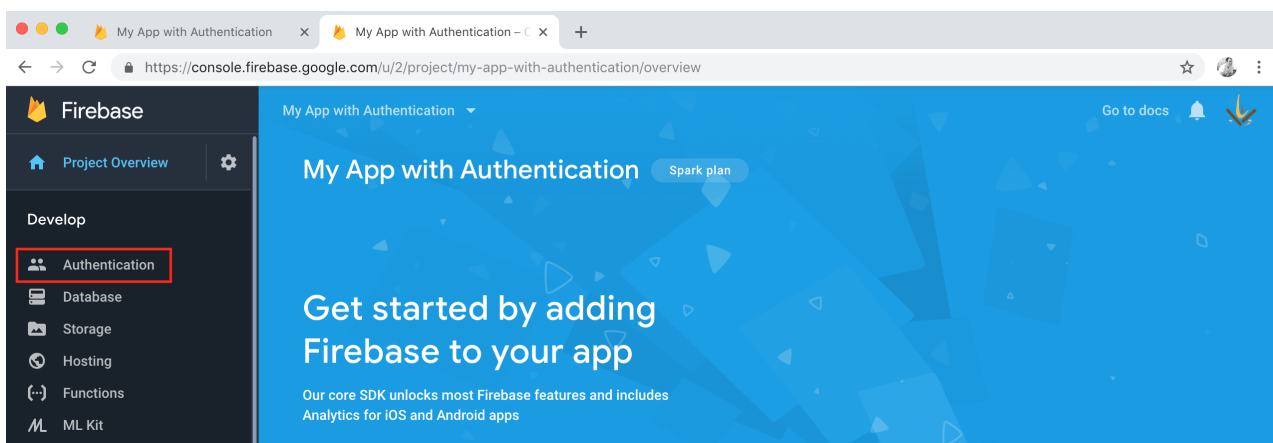 My App with Authentication
My App with Authentication –
https://console.firebase.google.com/u/2/project/my-app-with-authentication/overview
Firebase
My App with Authentication
Go to docs
Project Overview
My App with Authentication
Spark plan
Develop
Authentication
Database
Storage
Hosting
Functions
ML Kit
Get started by adding
Firebase to your app
Our core SDK unlocks most Firebase features and includes
Analytics for iOS and Android apps